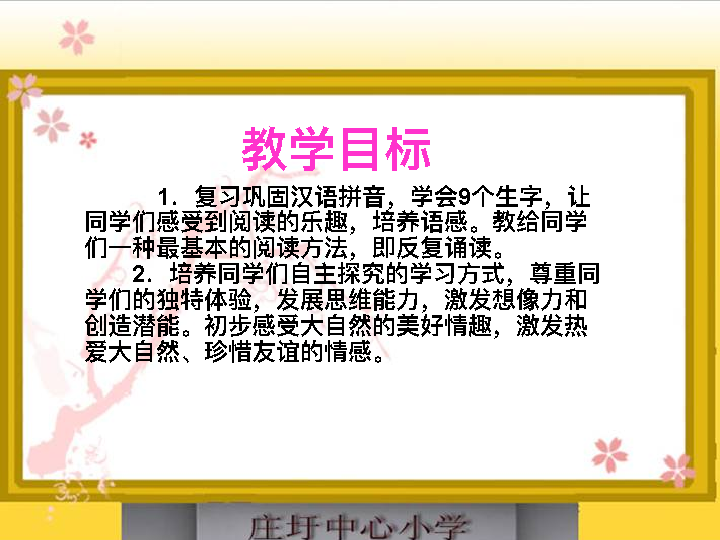 教学目标
1．复习巩固汉语拼音，学会9个生字，让
同学们感受到阅读的乐趣，培养语感。教给同学
们一种最基本的阅读方法，即反复诵读。
2．培养同学们自主探究的学习方式，尊重同
学们的独特体验，发展思维能力，激发想像力和
创造潜能。初步感受大自然的美好情趣，激发热
爱大自然、珍惜友谊的情感。
庄圩中心小学